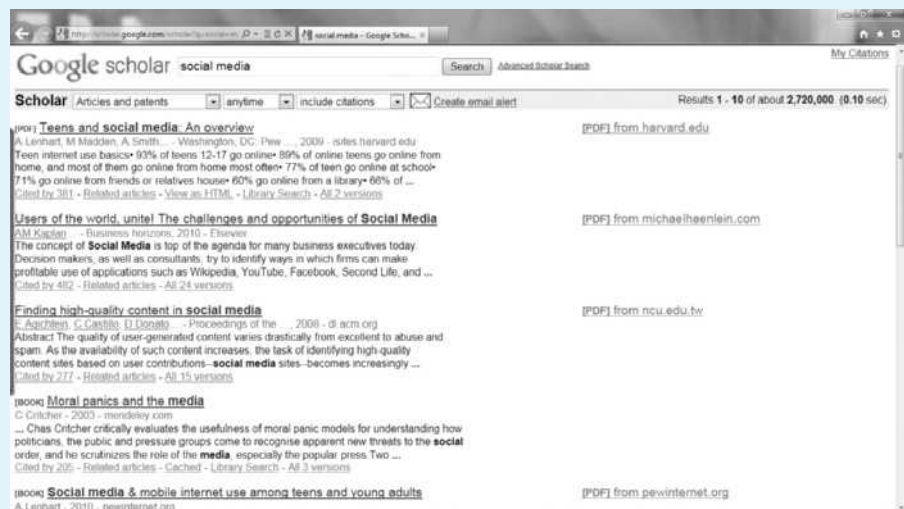 social media - Google Scho...
My Citations
Google scholar social media Search Advanced Scholar Search
Scholar Articles and patents anytime include citations Create email alert Results 1 - 10 of about 2,720,000. (0.10 sec)
[PDF] Teens and social media: An overview [PDF] from harvard.edu
A Lenhart, M Madden, A Smith... - Washington, DC: Pew ..., 2009 - isites.harvard.edu
Teen internet use basics• 93% of teens 12-17 go online• 89% of online teens go online from
home, and most of them go online from home most often• 77% of teen go online at school•
71% go online from friends or relatives house• 60% go online from a library• 66% of ...
Cited by 381 - Related articles - View as HTML - Library Search - All 2 versions
Users of the world, unite! The challenges and opportunities of Social Media [PDF] from michaelhaenlein.com
AM Kaplan... - Business horizons, 2010 - Elsevier
The concept of Social Media is top of the agenda for many business executives today.
Decision makers, as well as consultants, try to identify ways in which firms can make
profitable use of applications such as Wikipedia, YouTube, Facebook, Second Life, and ...
Cited by 482 - Related articles - All 24 versions
Finding high-quality content in social media [PDF] from ncu.edu.tw
E Agichtein, C Castillo, D Donato... - Proceedings of the ..., 2008 - dl.acm.org
Abstract The quality of user-generated content varies drastically from excellent to abuse and
spam. As the availability of such content increases, the task of identifying high-quality
content sites based on user contributions--social media sites--becomes increasingly ...
Cited by 277 - Related articles - All 15 versions
[BOOK] Moral panics and the media
C Critcher - 2003 - mendeley.com
... Chas Critcher critically evaluates the usefulness of moral panic models for understanding how
politicians, the public and pressure groups come to recognise apparent new threats to the social
order, and he scrutinizes the role of the media, especially the popular press Two ...
Cited by 205 - Related articles - Cached - Library Search - All 3 versions
[BOOK] Social media & mobile internet use among teens and young adults [PDF] from pewinternet.org
A Lenhart - 2010 - pewinternet.org